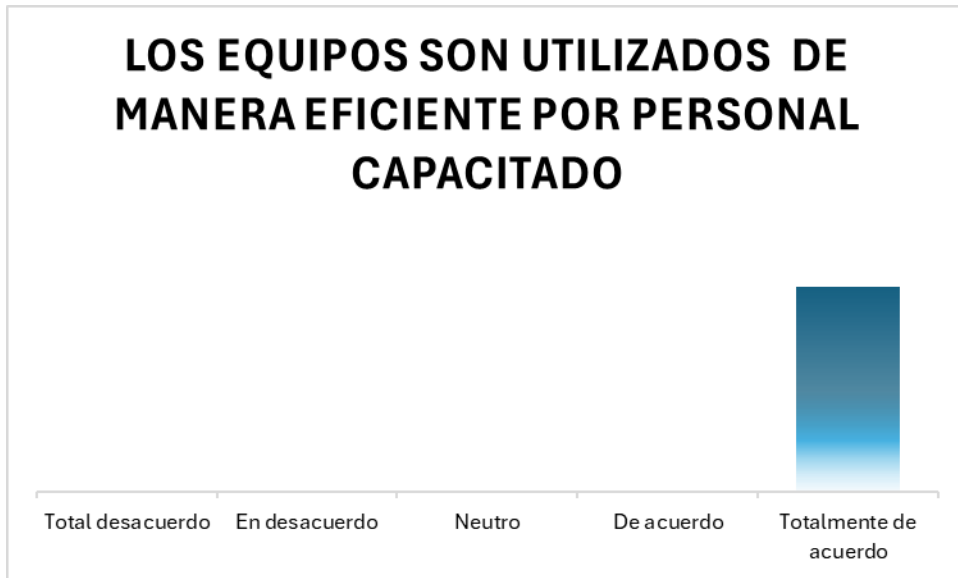 LOS EQUIPOS SON UTILIZADOS DE
MANERA EFICIENTE POR PERSONAL
CAPACITADO
Total desacuerdo
En desacuerdo
Neutro
De acuerdo
Totalmente de
acuerdo